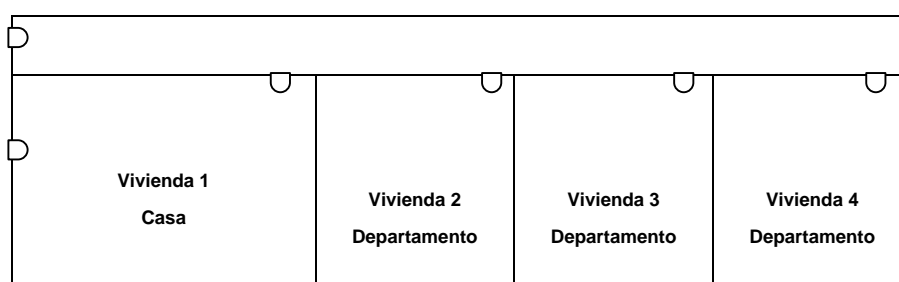 Vivienda 1
Casa
Vivienda 2
Departamento
Vivienda 3
Departamento
Vivienda 4
Departamento